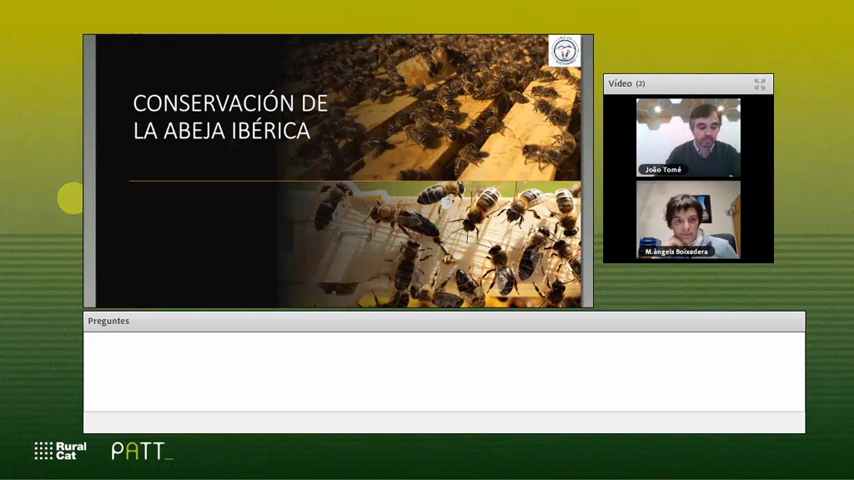 CONSERVACIÓN DE
LA ABEJA IBÉRICA
Vídeo (2)
João Tomé
M.àngels Boixadera
Preguntes
Rural
Cat
PATT_